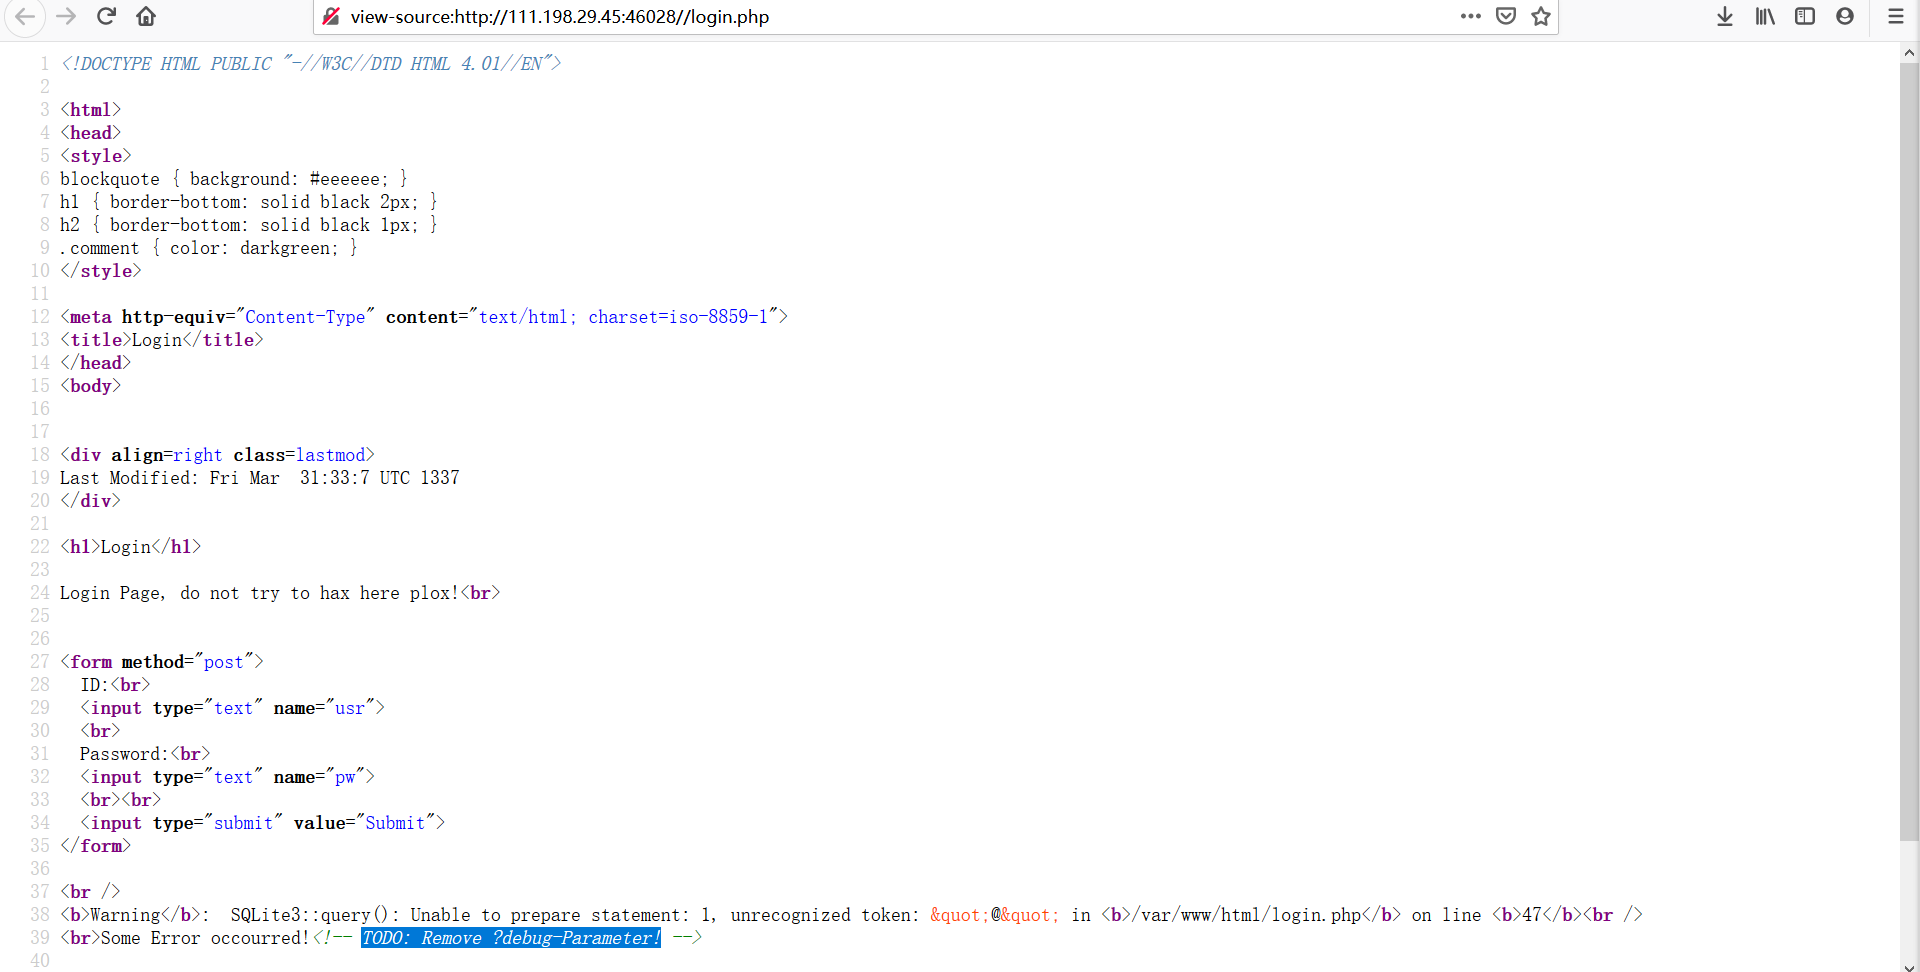 view-source:http://111.198.29.45:46028//login.php
1 <!DOCTYPE HTML PUBLIC "-//W3C//DTD HTML 4.01//EN">
2
3 <html>
4 <head>
5 <style>
6 blockquote { background: #eeeeee; }
7 h1 { border-bottom: solid black 2px; }
8 h2 { border-bottom: solid black 1px; }
9 .comment { color: darkgreen; }
10 </style>
11
12 <meta http-equiv="Content-Type" content="text/html; charset=iso-8859-1">
13 <title>Login</title>
14 </head>
15 <body>
16
17
18 <div align=right class=lastmod>
19 Last Modified: Fri Mar  31:33:7 UTC 1337
20 </div>
21
22 <h1>Login</h1>
23
24 Login Page, do not try to hax here plox!<br>
25
26
27 <form method="post">
28   ID:<br>
29   <input type="text" name="usr">
30   <br>
31   Password:<br>
32   <input type="text" name="pw">
33   <br><br>
34   <input type="submit" value="Submit">
35 </form>
36
37 <br />
38 <b>Warning</b>:  SQLite3::query(): Unable to prepare statement: 1, unrecognized token: &quot;@&quot; in <b>/var/www/html/login.php</b> on line <b>47</b><br />
39 <br>Some Error occourred!<!-- TODO: Remove ?debug-Parameter! -->
40